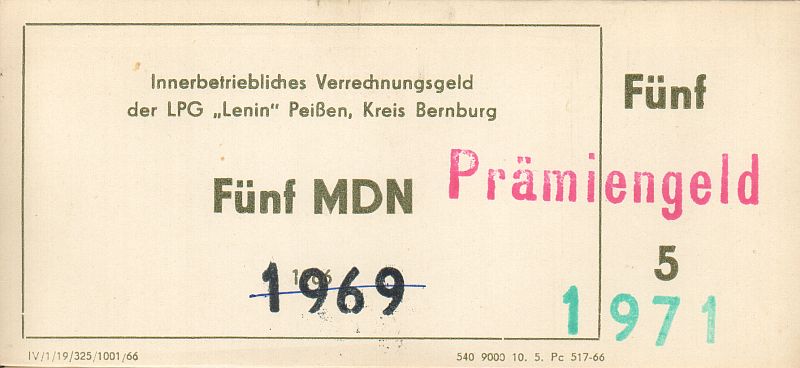 Innerbetriebliches Verrechnungsgeld
der LPG „Lenin“ Peißen, Kreis Bernburg
Fünf
Fünf MDN
Prämiengeld
1966
1969
5
1971
IV/1/19/325/1001/66
540 9000 10. 5. Pc 517-66